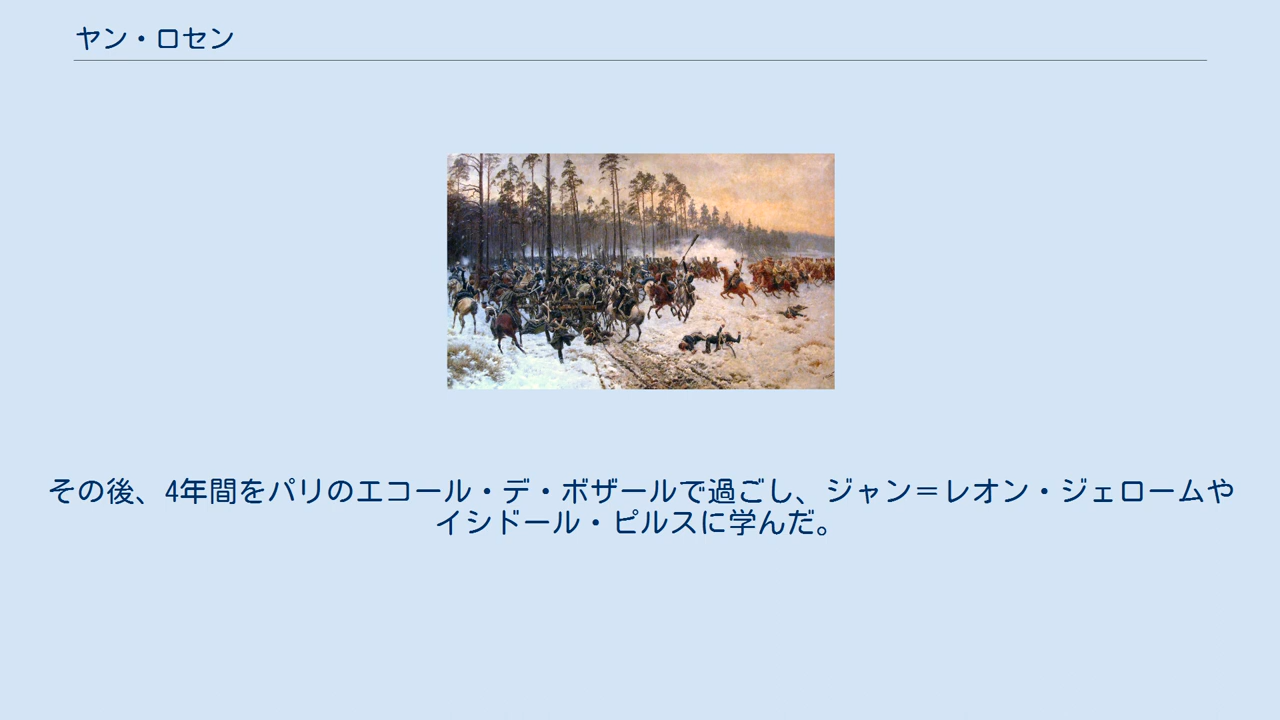 ヤン・ロセン
その後、4年間をパリのエコール・デ・ボザールで過ごし、ジャン＝レオン・ジェロームや
イシドール・ピルスに学んだ。